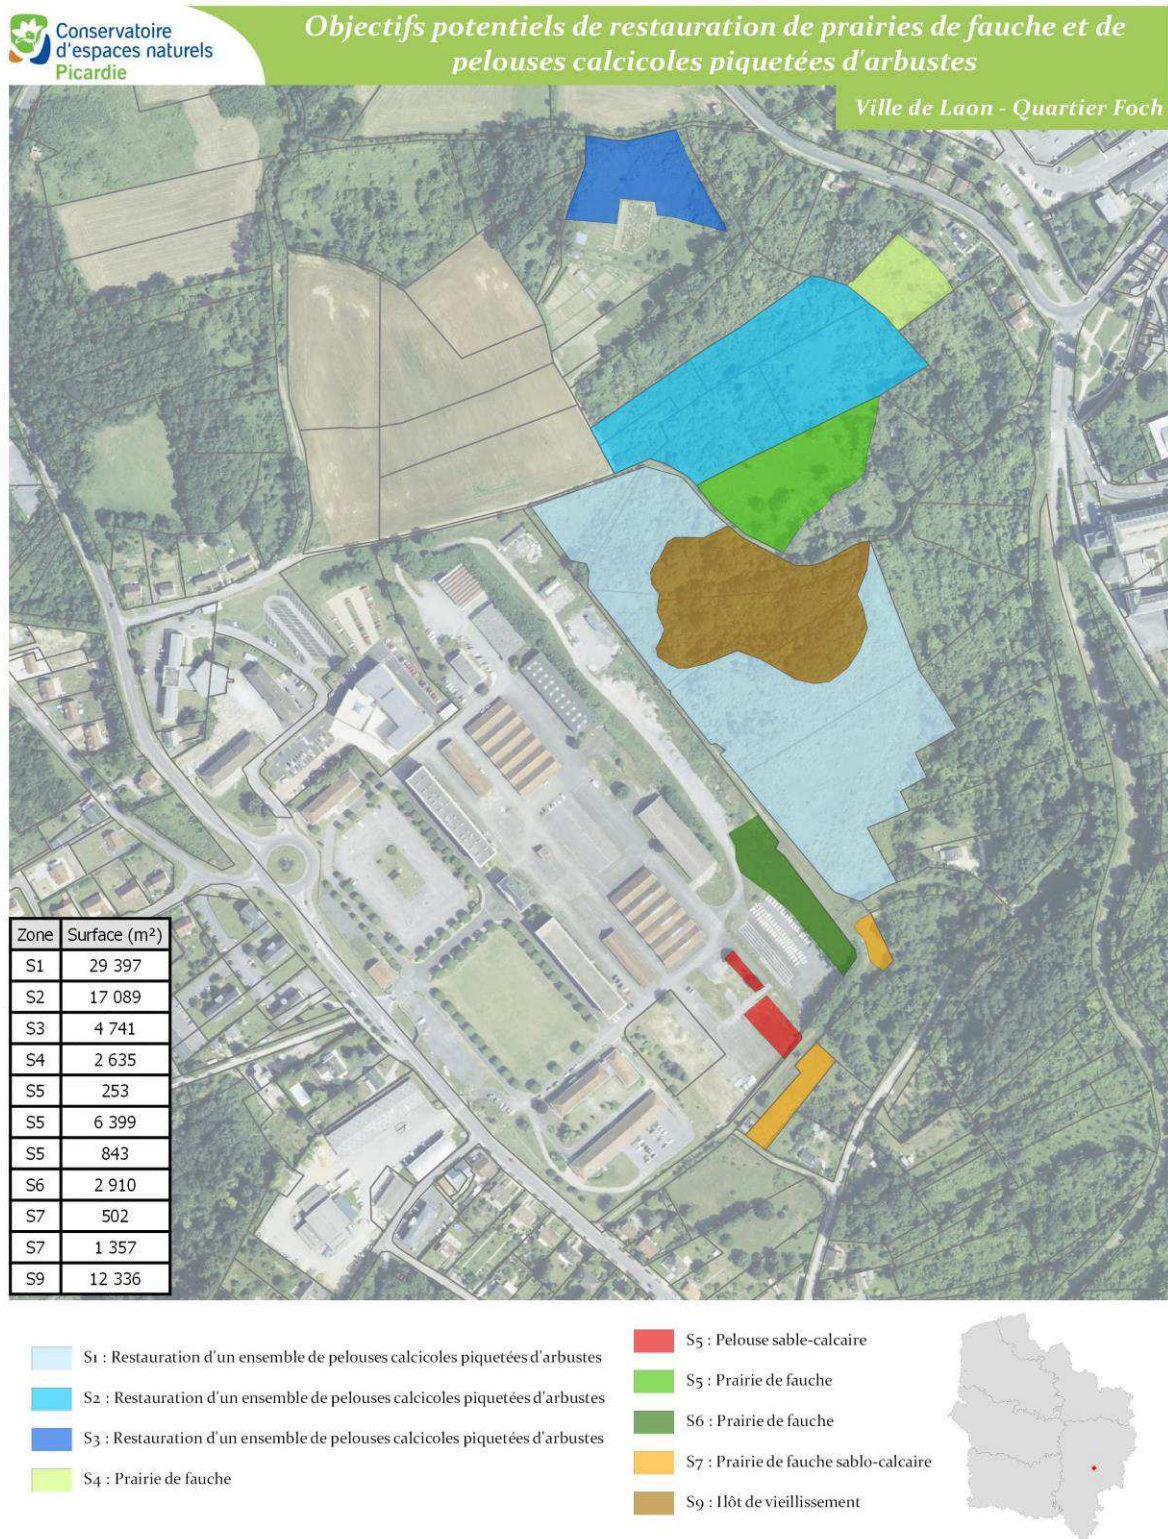 Conservatoire
d'espaces naturels
Picardie
Objectifs potentiels de restauration de prairies de fauche et de
pelouses calcicoles piquetées d'arbustes
Ville de Laon - Quartier Foch
Zone Surface (m²)
S1 29 397
S2 17 089
S3 4 741
S4 2 635
S5 253
S5 6 399
S5 843
S6 2 910
S7 502
S7 1 357
S9 12 336
S1 : Restauration d'un ensemble de pelouses calcicoles piquetées d'arbustes
S2 : Restauration d'un ensemble de pelouses calcicoles piquetées d'arbustes
S3 : Restauration d'un ensemble de pelouses calcicoles piquetées d'arbustes
S4 : Prairie de fauche
S5 : Pelouse sable-calcaire
S5 : Prairie de fauche
S6 : Prairie de fauche
S7 : Prairie de fauche sablo-calcaire
S9 : Ilôt de vieillissement